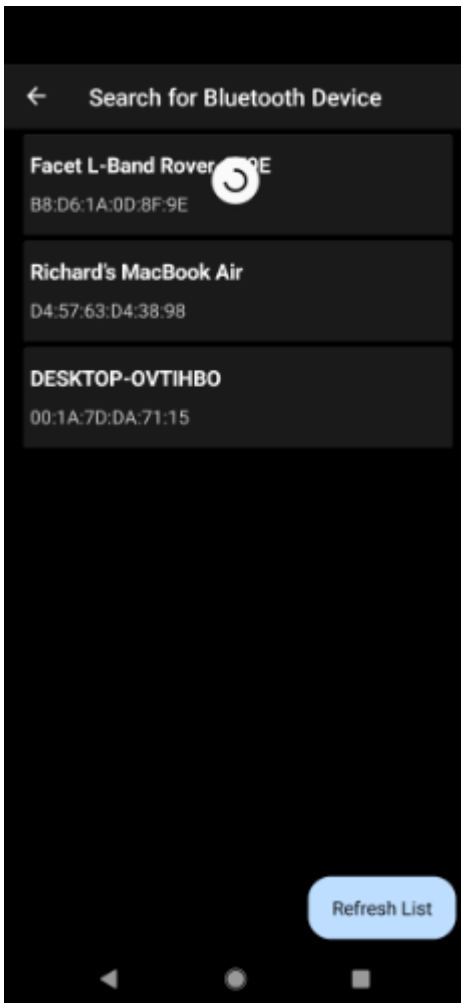 Search for Bluetooth Device
Facet L-Band Rover
B8:D6:1A:0D:8F:9E
Richard's MacBook Air
D4:57:63:D4:38:98
DESKTOP-OVTIHBO
00:1A:7D:DA:71:15
Refresh List